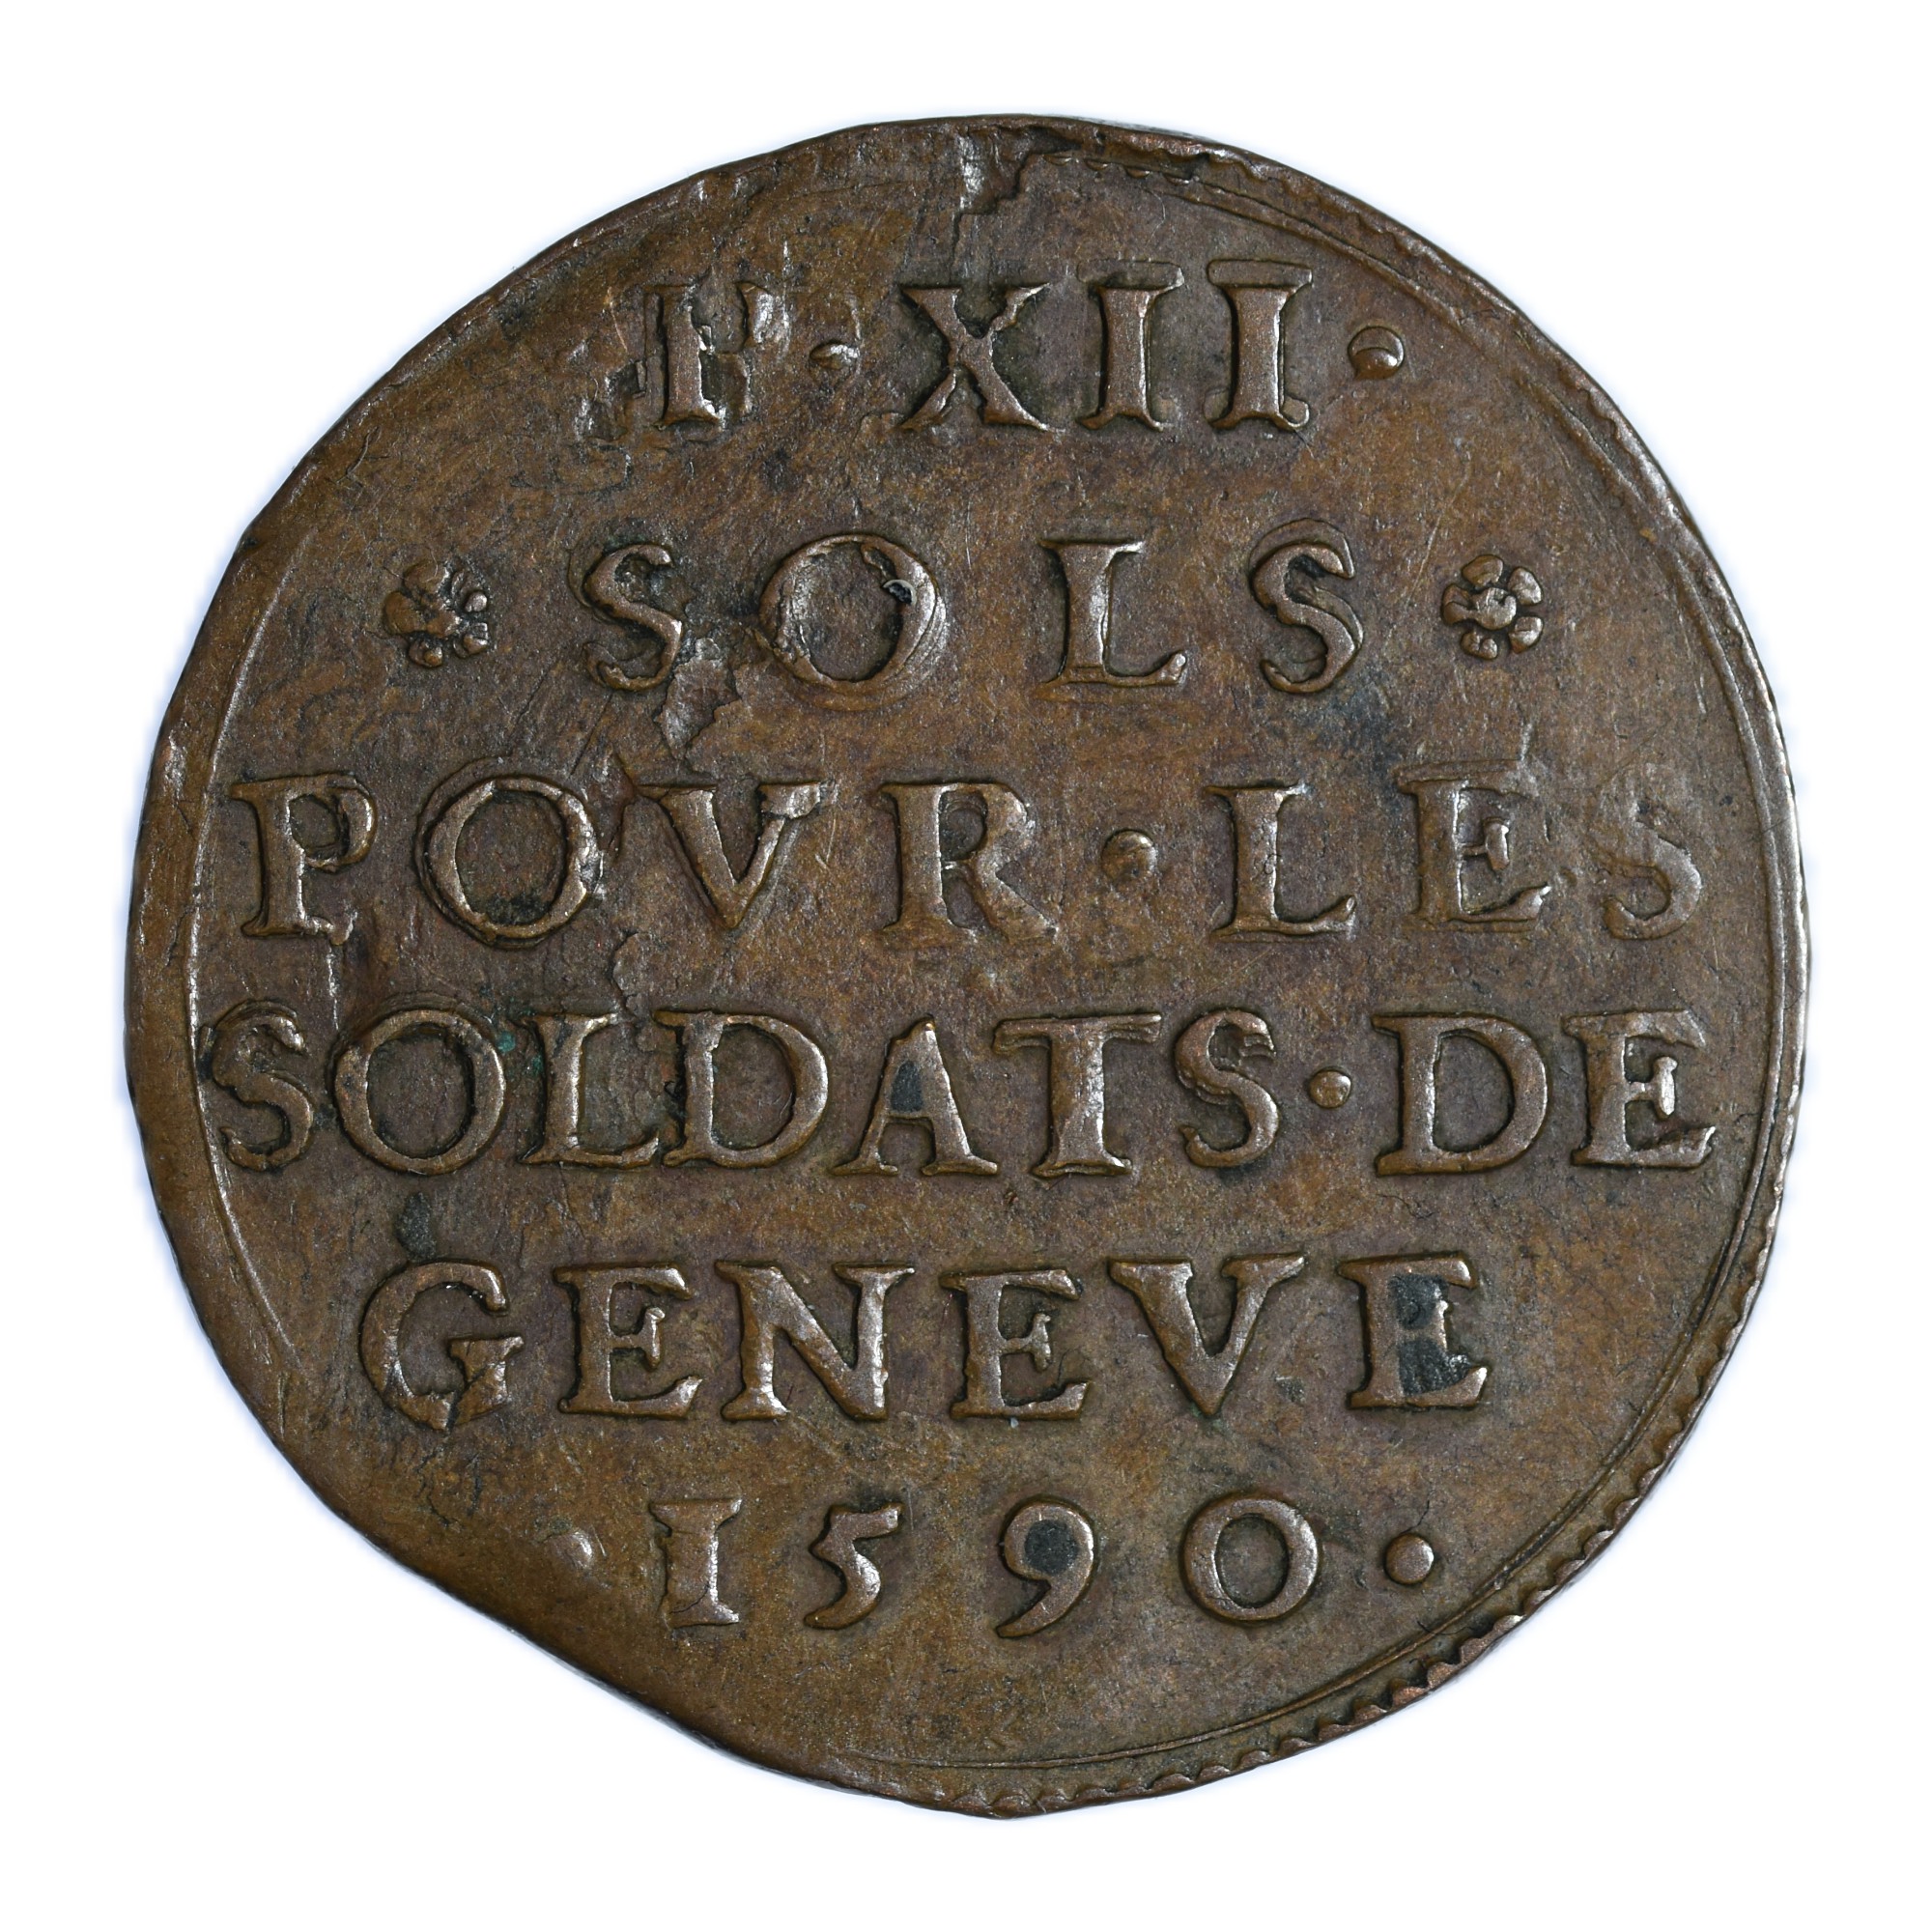 P·XII·
SOLS
POVR·LES
SOLDATS·DE
GENEVE
·1590·